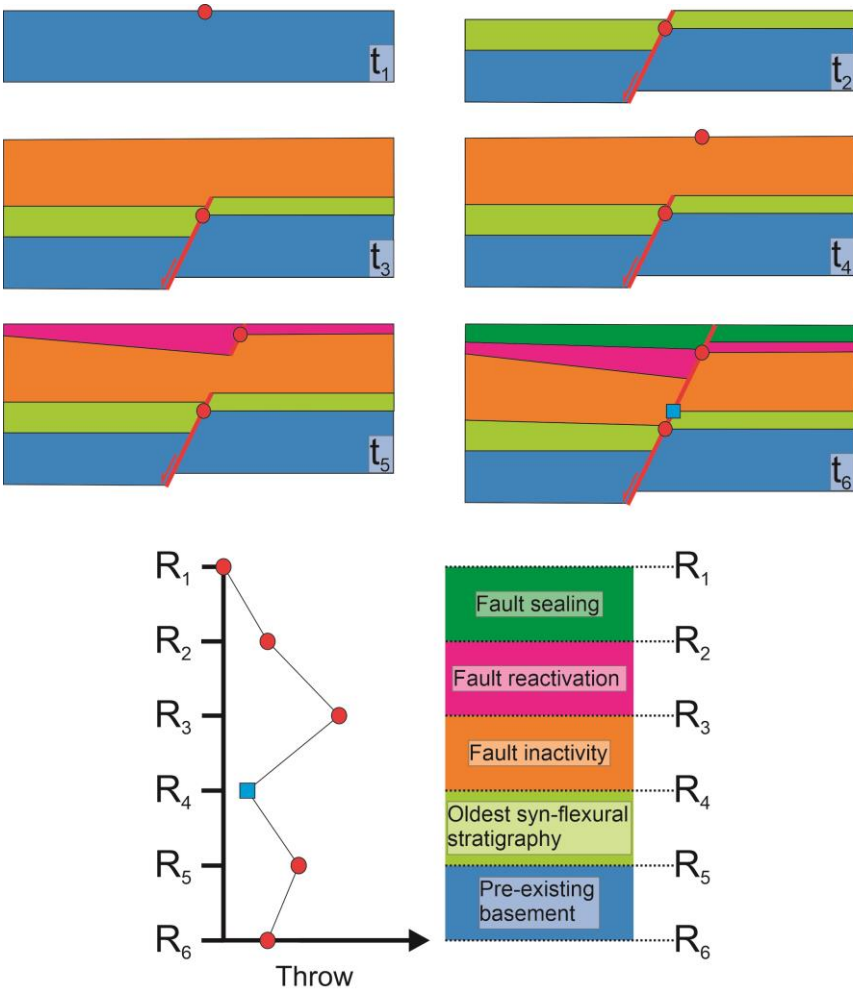 t₁
t₂
t₃
t₄
t₅
t₆
R₁
R₂
R₃
R₄
R₅
R₆
Throw
Fault sealing
Fault reactivation
Fault inactivity
Oldest syn-flexural
stratigraphy
Pre-existing
basement
R₁
R₂
R₃
R₄
R₅
R₆